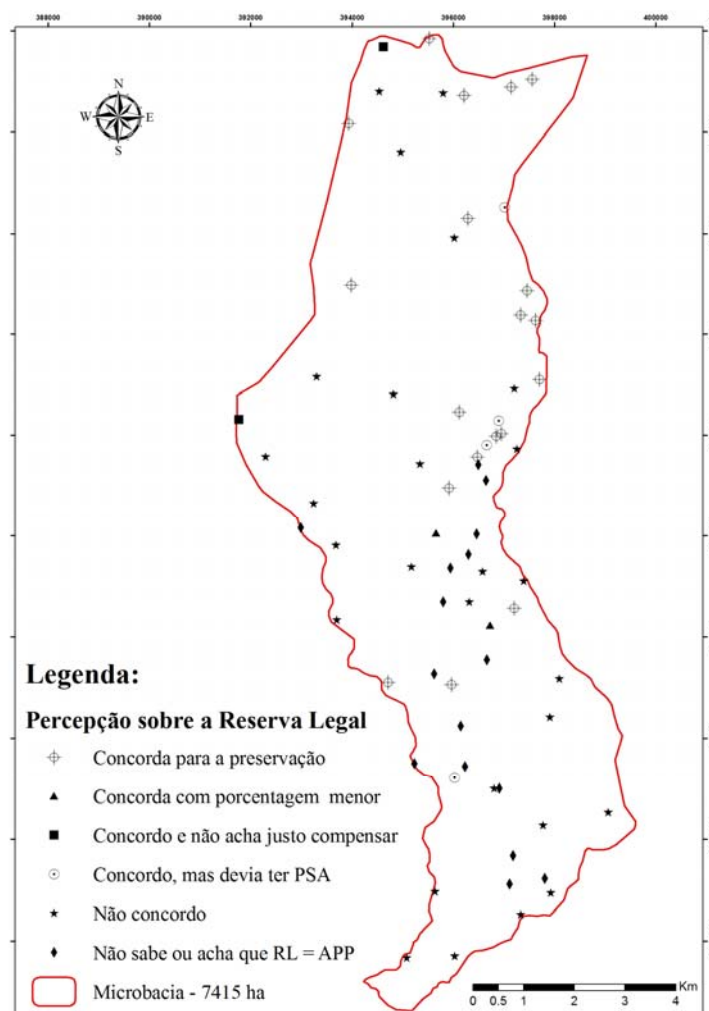 388000 390000 392000 394000 396000 398000 400000
N
W E
S
Legenda:
Percepção sobre a Reserva Legal
Concorda para a preservação
Concorda com porcentagem menor
Concordo e não acha justo compensar
Concordo, mas devia ter PSA
Não concordo
Não sabe ou acha que RL = APP
Microbacia - 7415 ha
Km
0 0.5 1 2 3 4